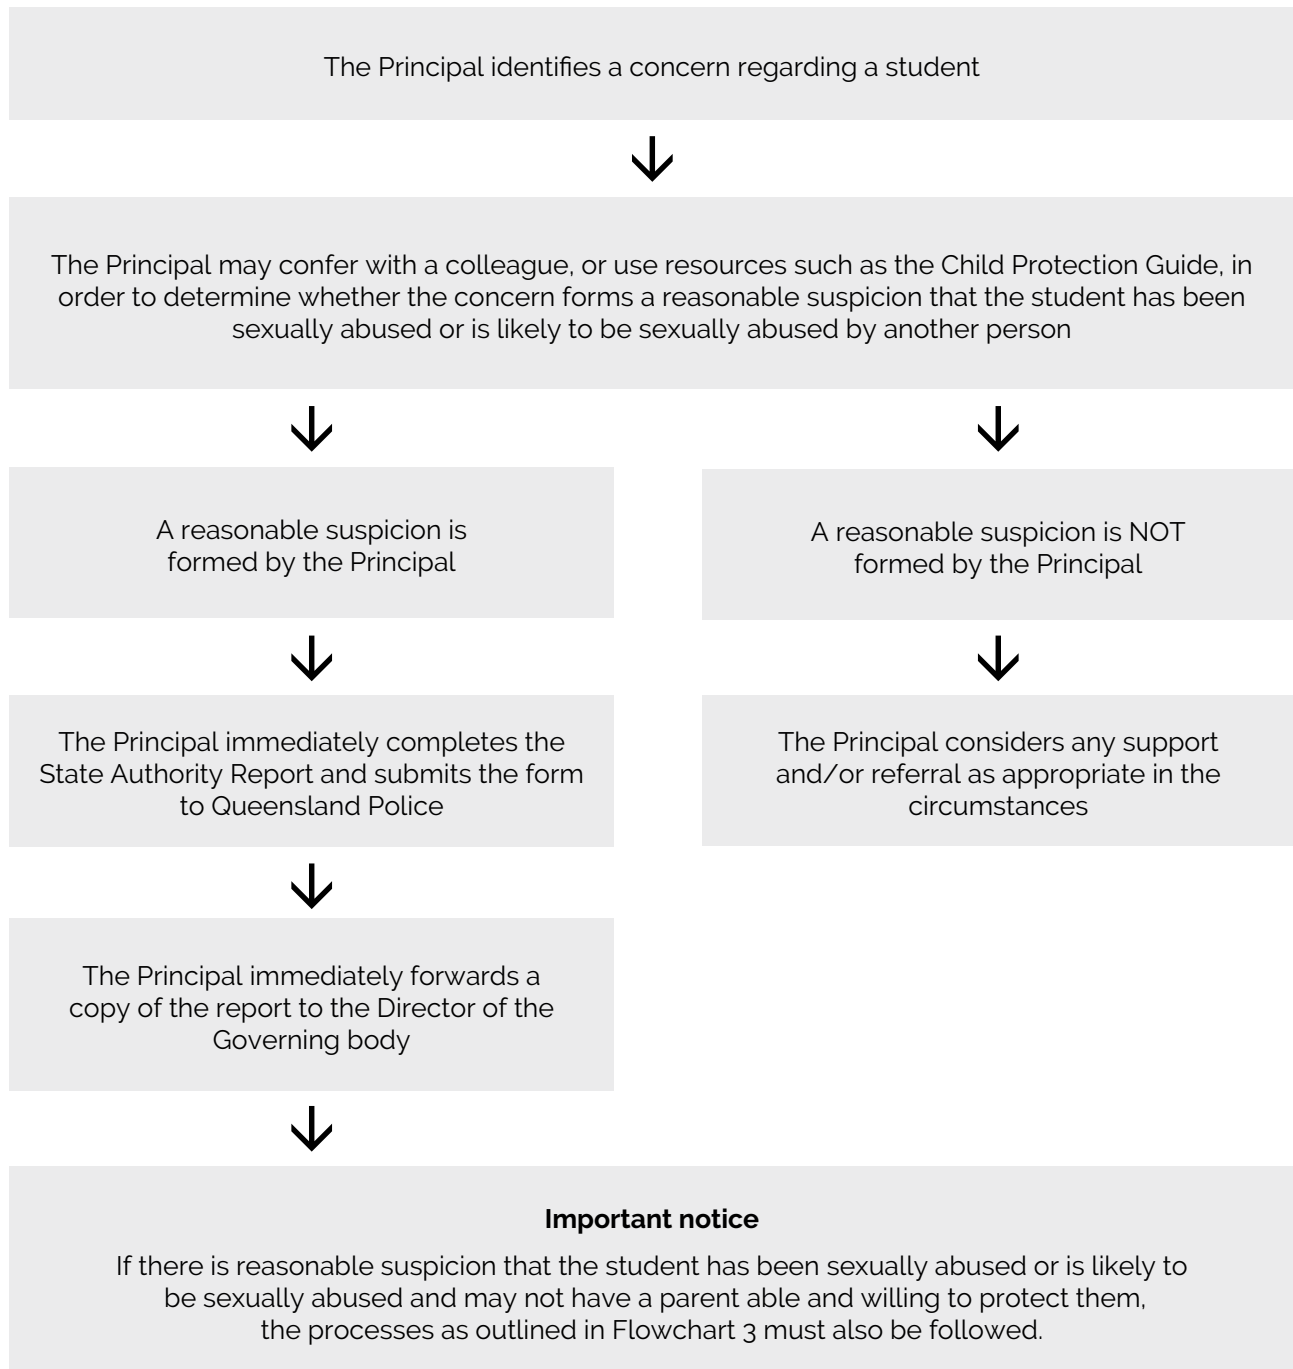 The Principal identifies a concern regarding a student
The Principal may confer with a colleague, or use resources such as the Child Protection Guide, in
order to determine whether the concern forms a reasonable suspicion that the student has been
sexually abused or is likely to be sexually abused by another person
A reasonable suspicion is
formed by the Principal
A reasonable suspicion is NOT
formed by the Principal
The Principal immediately completes the
State Authority Report and submits the form
to Queensland Police
The Principal considers any support
and/or referral as appropriate in the
circumstances
The Principal immediately forwards a
copy of the report to the Director of the
Governing body
Important notice
If there is reasonable suspicion that the student has been sexually abused or is likely to
be sexually abused and may not have a parent able and willing to protect them,
the processes as outlined in Flowchart 3 must also be followed.